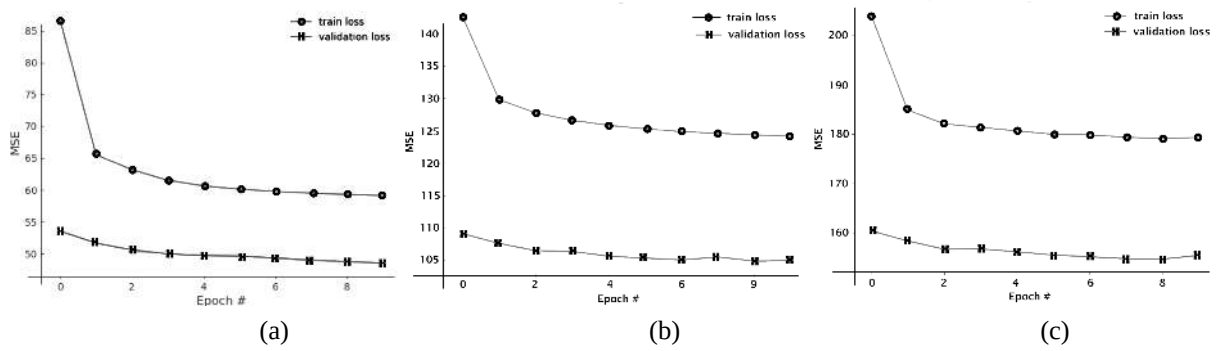 85
80
75
70
65
60
55
50
MSE
train loss
validation loss
0 2 4 6 8
Epoch #
(a)
140
135
130
125
120
115
110
105
MSE
train loss
validation loss
0 2 4 6 9
Epoch #
(b)
200
190
180
170
160
MSE
train loss
validation loss
0 2 4 6 8
Epoch #
(c)